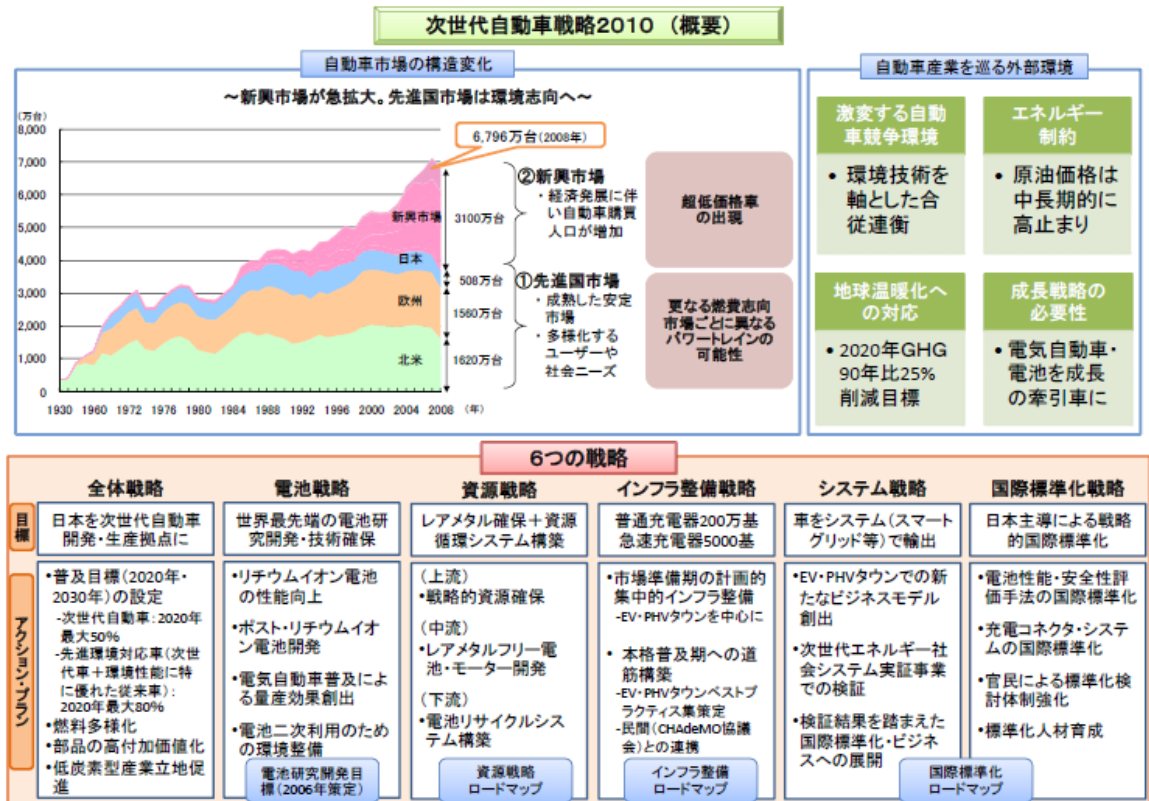 次世代自動車戦略2010 （概要）
自動車市場の構造変化
～新興市場が急拡大。先進国市場は環境志向へ～
(万台)
8,000
7,000
6,000
5,000
4,000
3,000
2,000
1,000
0
1930 1960 1972 1976 1980 1984 1988 1992 1996 2000 2004 2008 （年）
6,796万台(2008年)
新興市場
日本
欧州
北米
3100万台
508万台
1560万台
1620万台
②新興市場
・経済発展に伴
い自動車購買
人口が増加
①先進国市場
・成熟した安定
市場
・多様化する
ユーザーや
社会ニーズ
超低価格車
の出現
更なる燃費志向
市場ごとに異なる
パワートレインの
可能性
自動車産業を巡る外部環境
激変する自動
車競争環境
• 環境技術を
軸とした合
従連衡
エネルギー
制約
• 原油価格は
中長期的に
高止まり
地球温暖化へ
の対応
• 2020年GHG
90年比25%
削減目標
成長戦略の
必要性
• 電気自動車・
電池を成長
の牽引車に
6つの戦略
目標
アクション・プラン
全体戦略
日本を次世代自動車
開発・生産拠点に
•普及目標(2020年・
2030年)の設定
-次世代自動車:2020年
最大50%
-先進環境対応車(次世
代車+環境性能に特
に優れた従来車):
2020年最大80%
•燃料多様化
•部品の高付加価値化
•低炭素型産業立地促
進
電池戦略
世界最先端の電池研
究開発・技術確保
•リチウムイオン電池
の性能向上
•ポスト・リチウムイオ
ン電池開発
•電気自動車普及によ
る量産効果創出
•電池二次利用のため
の環境整備
電池研究開発目
標(2006年策定)
資源戦略
レアメタル確保+資源
循環システム構築
(上流)
•戦略的資源確保
(中流)
•レアメタルフリー電
池・モーター開発
(下流)
•電池リサイクルシス
テム構築
資源戦略
ロードマップ
インフラ整備戦略
普通充電器200万基
急速充電器5000基
•市場準備期の計画的
集中的インフラ整備
-EV・PHVタウンを中心に
• 本格普及期への道
筋構築
-EV・PHVタウンベストプ
ラクティス集策定
-民間(CHAdeMO協議
会)との連携
インフラ整備
ロードマップ
システム戦略
車をシステム(スマート
グリッド等)で輸出
•EV・PHVタウンでの新
たなビジネスモデル
創出
•次世代エネルギー社
会システム実証事業
での検証
•検証結果を踏まえた
国際標準化・ビジネ
スへの展開
国際標準化戦略
日本主導による戦略
的国際標準化
•電池性能・安全性評
価手法の国際標準化
•充電コネクタ・システ
ムの国際標準化
•官民による標準化検
討体制強化
•標準化人材育成
国際標準化
ロードマップ